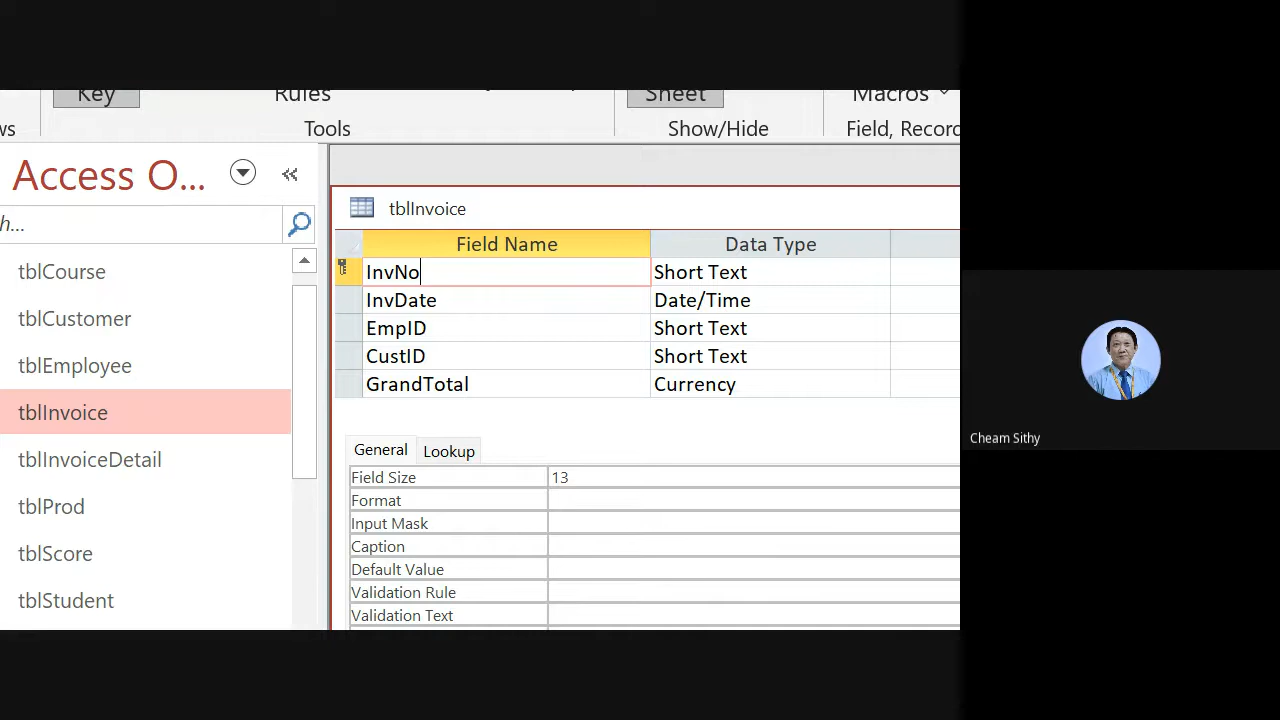 Key
Rules
Sheet
Macros
ws
Tools
Show/Hide
Field, Record
Access O...
h...
tblCourse
tblCustomer
tblEmployee
tblInvoice
tblInvoiceDetail
tblProd
tblScore
tblStudent
tblInvoice
Field Name Data Type
InvNo Short Text
InvDate Date/Time
EmpID Short Text
CustID Short Text
GrandTotal Currency
General Lookup
Field Size 13
Format
Input Mask
Caption
Default Value
Validation Rule
Validation Text
Cheam Sithy